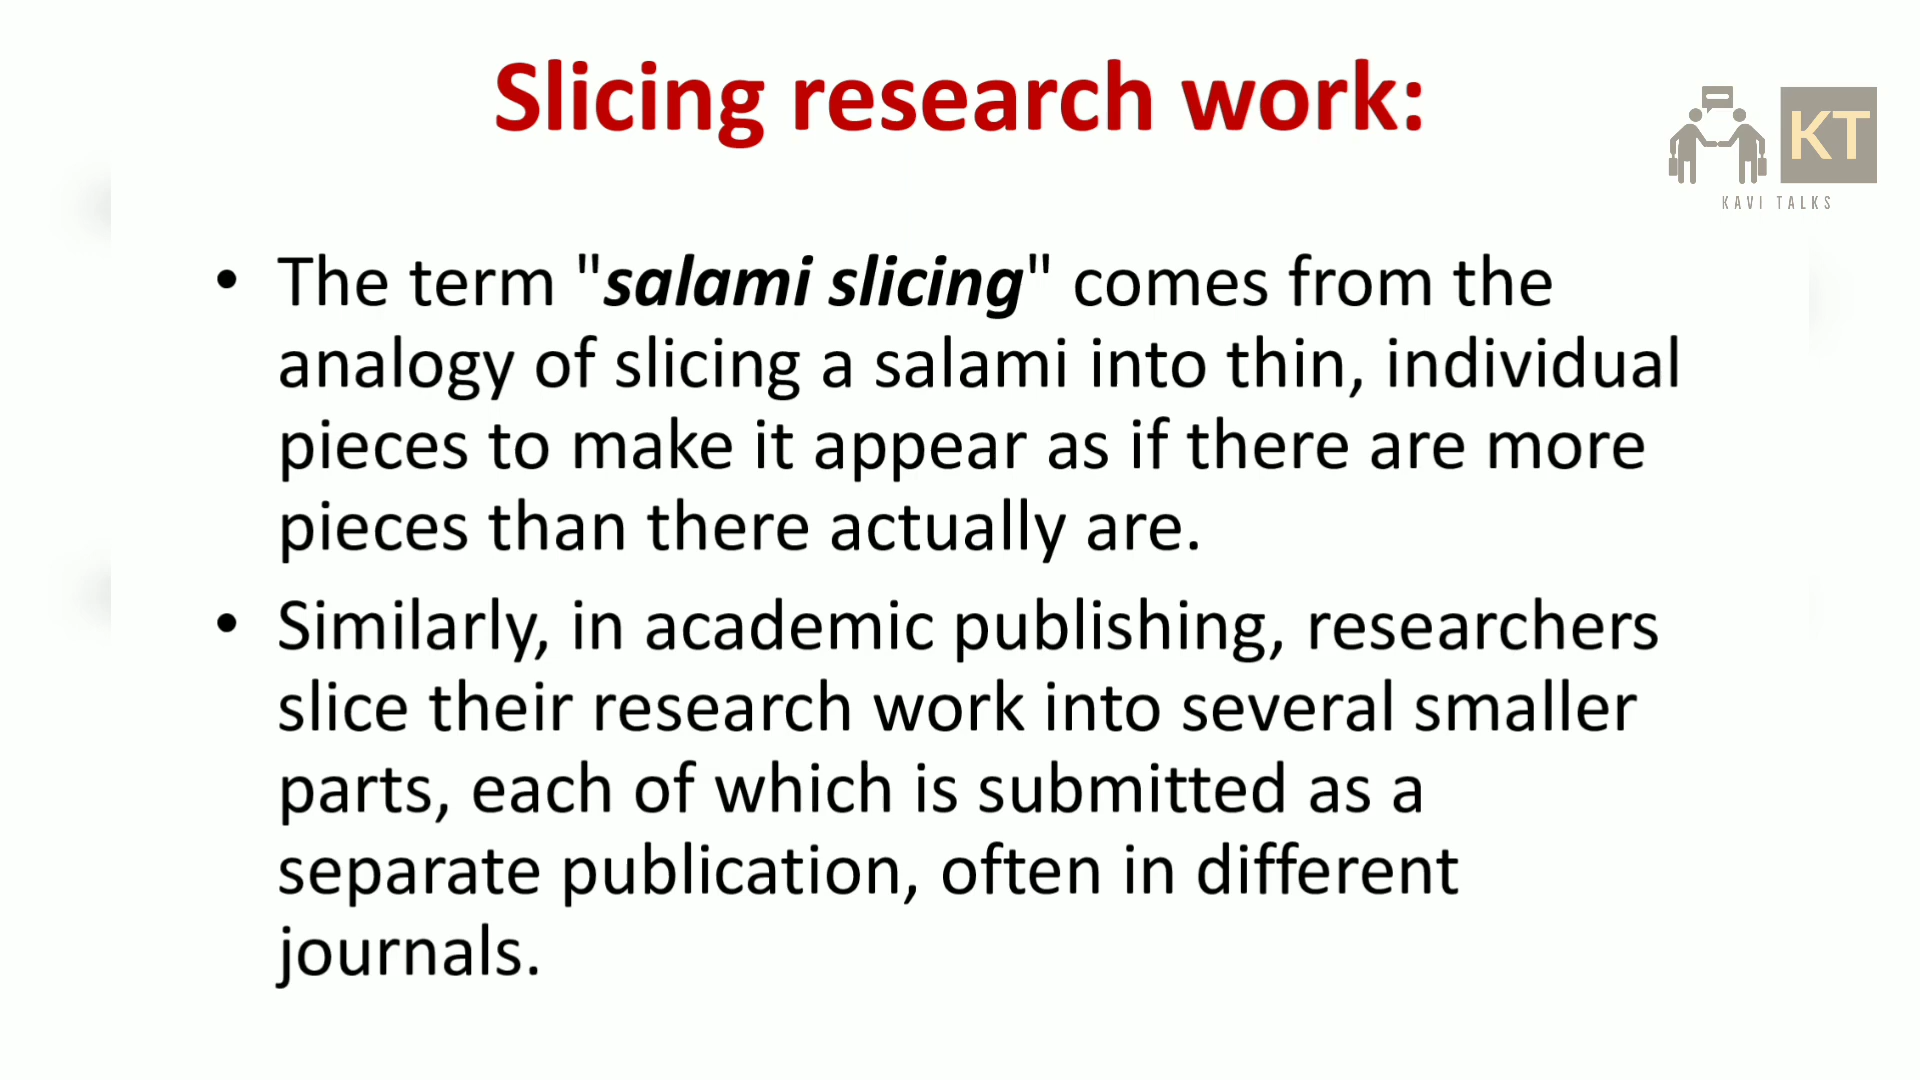 Slicing research work:
KT
KAVI TALKS
• The term "salami slicing" comes from the
analogy of slicing a salami into thin, individual
pieces to make it appear as if there are more
pieces than there actually are.
• Similarly, in academic publishing, researchers
slice their research work into several smaller
parts, each of which is submitted as a
separate publication, often in different
journals.